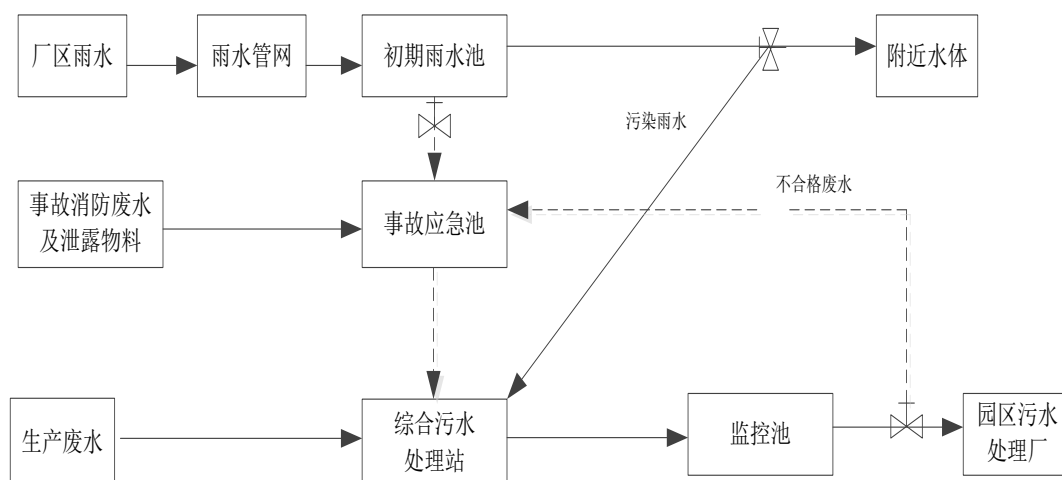 厂区雨水
雨水管网
初期雨水池
附近水体
污染雨水
事故消防废水
及泄露物料
事故应急池
不合格废水
生产废水
综合污水
处理站
监控池
园区污水
处理厂